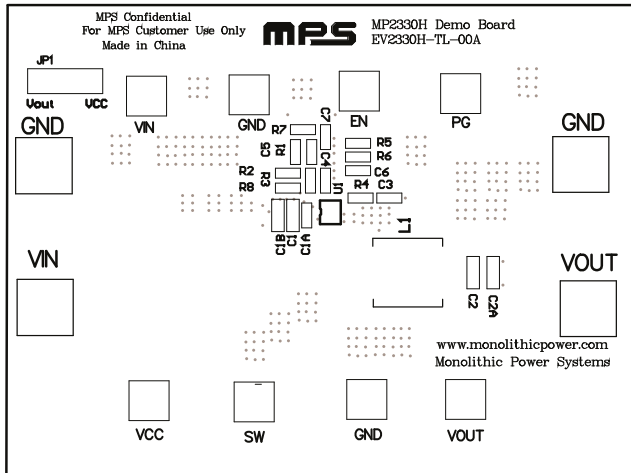 MPS Confidential
For MPS Customer Use Only
Made in China
mps
MP2330H Demo Board
EV2330H-TL-00A
JP1
Vout VCC
VIN
GND
EN
PG
GND
GND
C7
R7
C5
R1
C4
R5
R6
C6
R2
R3
R8
U1
R4 C3
C1B
C1
C1A
L1
VIN
VOUT
C2
C2A
www.monolithicpower.com
Monolithic Power Systems
VCC
SW
GND
VOUT